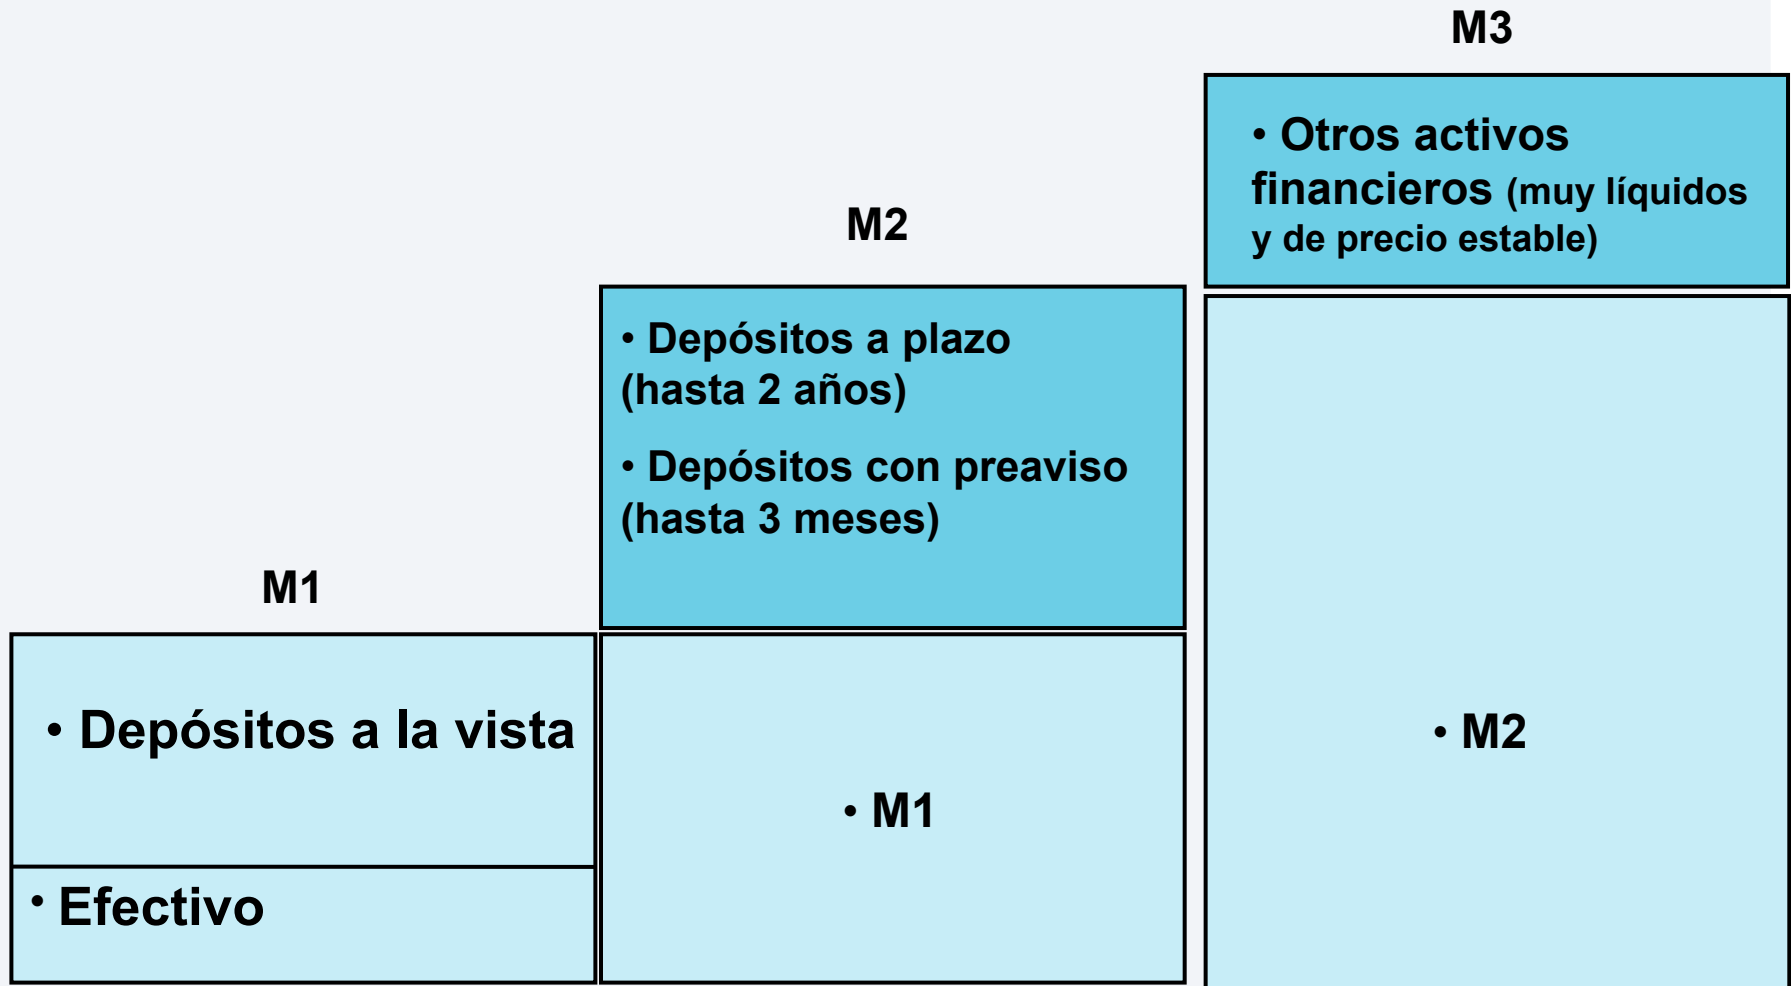 M1
• Depósitos a la vista
• Efectivo
M2
• Depósitos a plazo
(hasta 2 años)
• Depósitos con preaviso
(hasta 3 meses)
• M1
M3
• Otros activos
financieros (muy líquidos
y de precio estable)
• M2